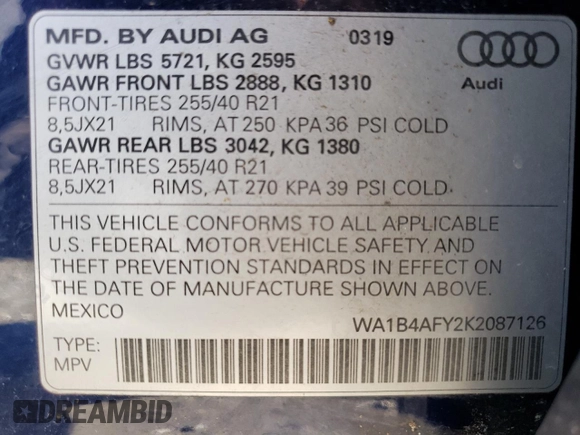 MFD. BY AUDI AG 0319
GVWR LBS 5721, KG 2595
GAWR FRONT LBS 2888, KG 1310
Audi
FRONT-TIRES 255/40 R21
8,5JX21 RIMS, AT 250 KPA 36 PSI COLD
GAWR REAR LBS 3042, KG 1380
REAR-TIRES 255/40 R21
8,5JX21 RIMS, AT 270 KPA 39 PSI COLD.
THIS VEHICLE CONFORMS TO ALL APPLICABLE
U.S. FEDERAL MOTOR VEHICLE SAFETY AND
THEFT PREVENTION STANDARDS IN EFFECT ON
THE DATE OF MANUFACTURE SHOWN ABOVE.
MEXICO
WA1B4AFY2K2087126
TYPE:
MPV
DREAMBID